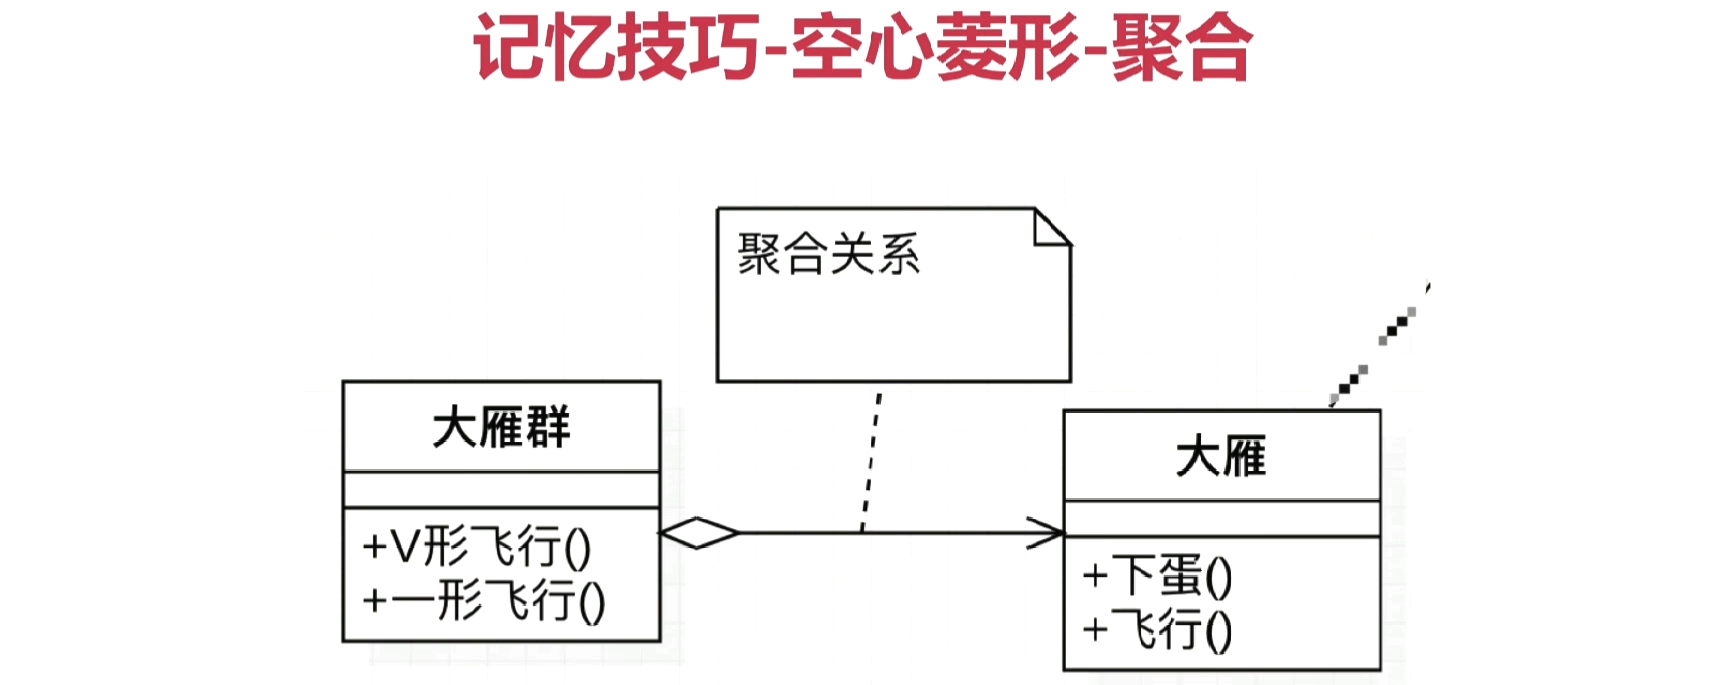 记忆技巧-空心菱形-聚合
聚合关系
大雁群
+V形飞行()
+一形飞行()
大雁
+下蛋()
+飞行()